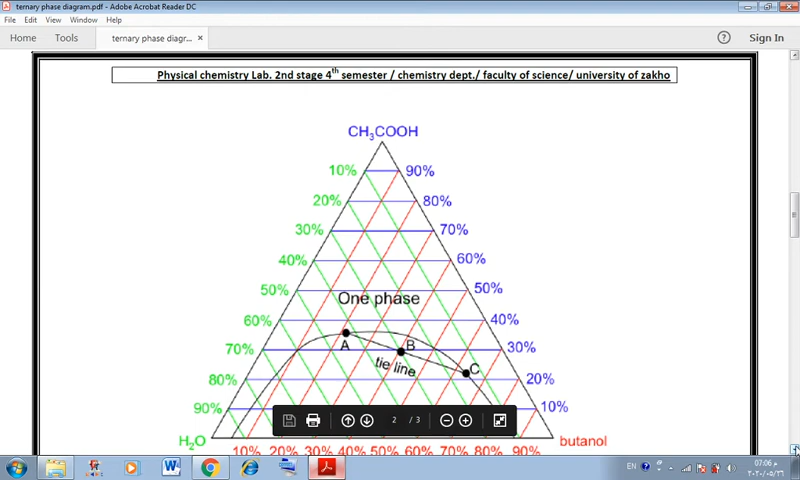 ternary phase diagram.pdf - Adobe Acrobat Reader DC
File Edit View Window Help
Home Tools ternary phase diagr... × Sign In
Physical chemistry Lab. 2nd stage 4th semester / chemistry dept./ faculty of science/ university of zakho
CH3COOH
10% 90%
20% 80%
30% 70%
40% 60%
50% 50%
One phase
60% 40%
A B
70% 30%
tie line C
80% 20%
90% 10%
2 / 3
H2O butanol
10% 20% 30% 40% 50% 60% 70% 80% 90%
EN 07:06 م
٢٠٢٠/٠٥/٢٦